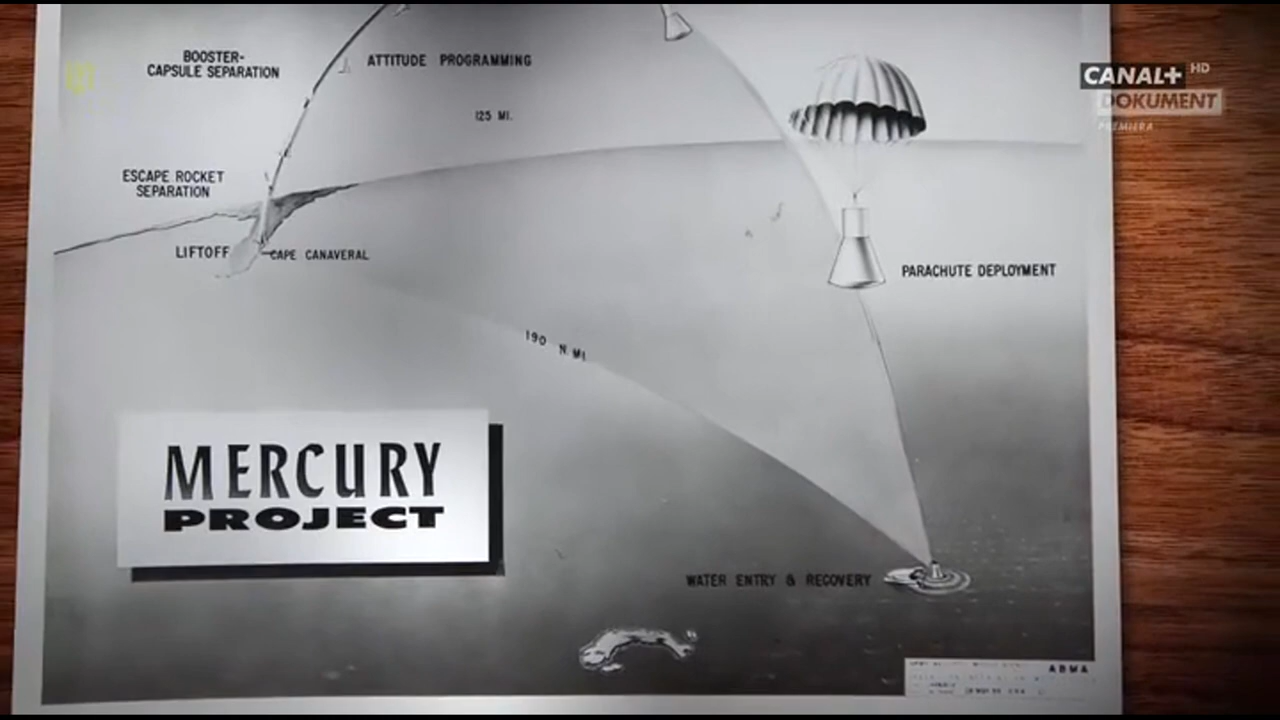 BOOSTER-
CAPSULE SEPARATION
ATTITUDE PROGRAMMING
CANAL+ HD
DOKUMENT
PREMIERA
125 MI.
ESCAPE ROCKET
SEPARATION
LIFTOFF
CAPE CANAVERAL
PARACHUTE DEPLOYMENT
190 N. MI.
MERCURY
PROJECT
WATER ENTRY & RECOVERY
ABMA